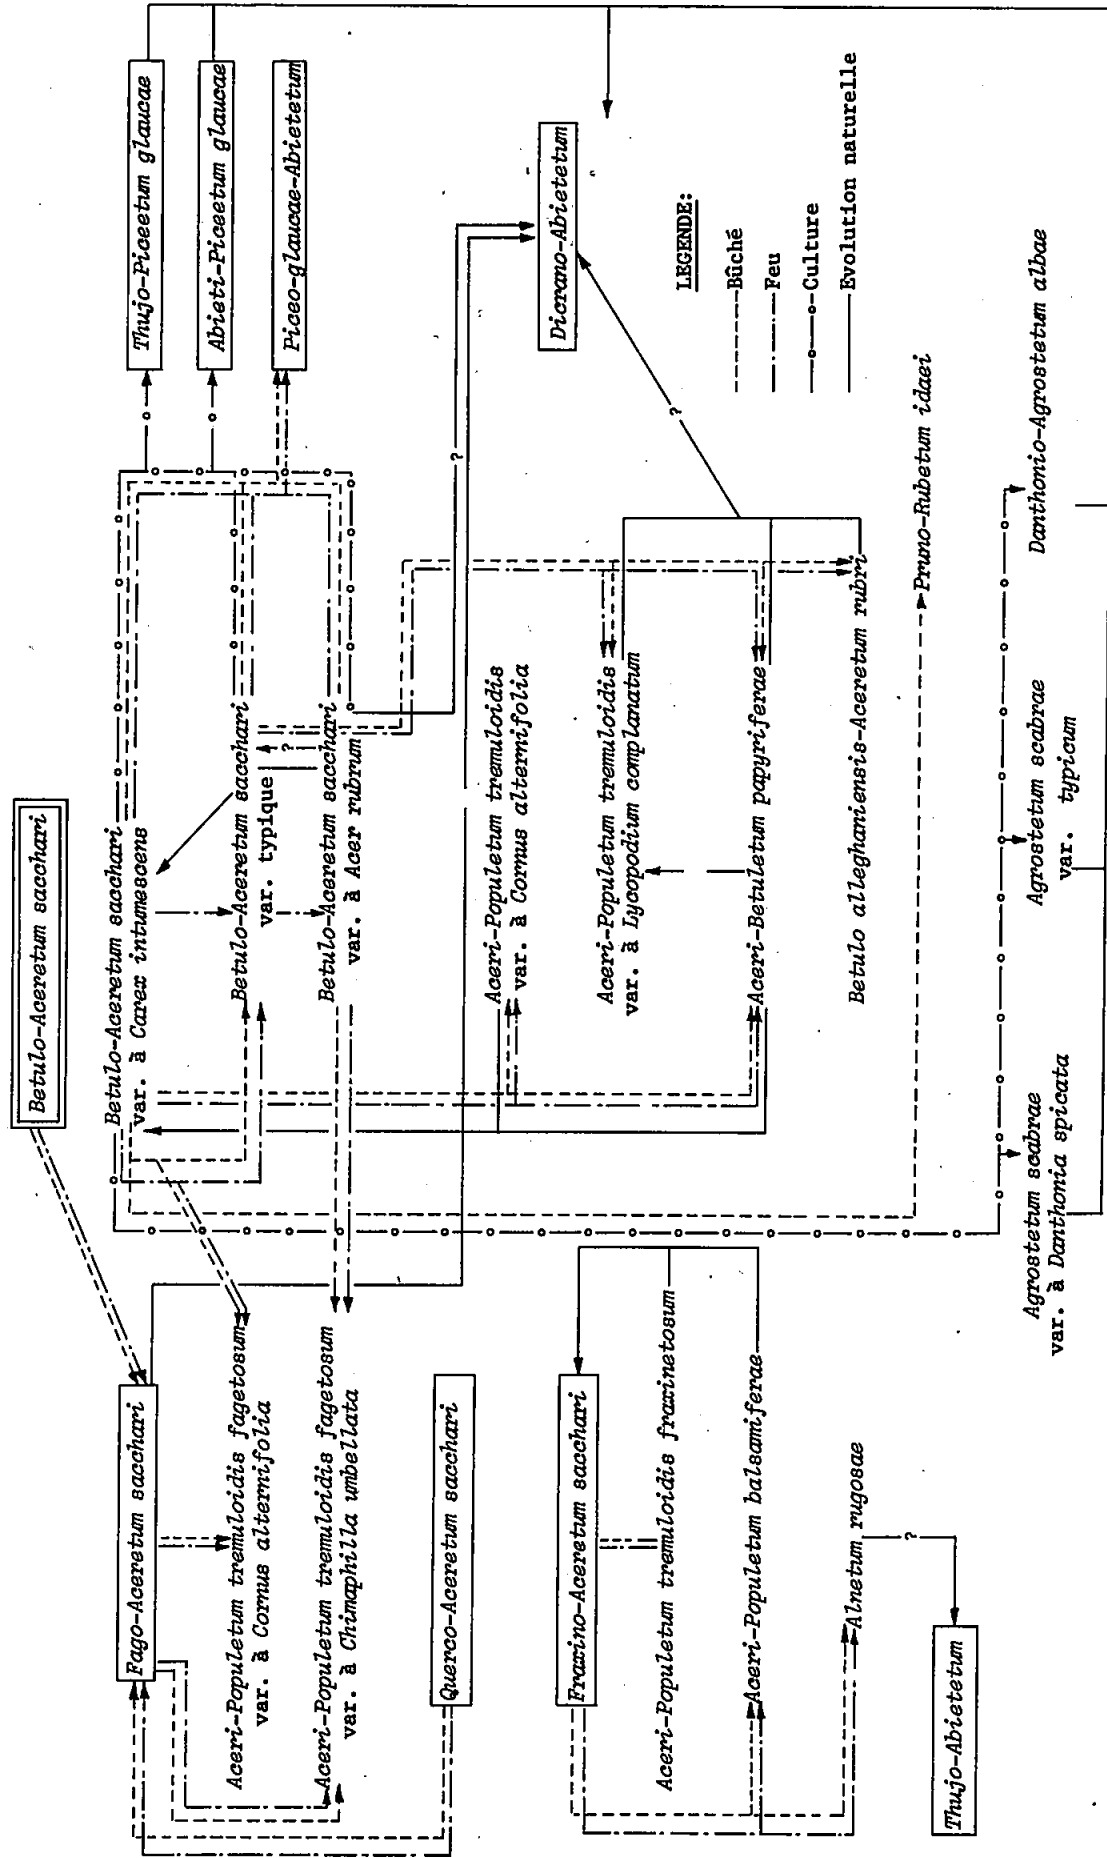 Betulo-Aceretum sacchari
Fago-Aceretum sacchari
Aceri-Populetum tremuloidis fagetosum
var. à Cornus alternifolia
Aceri-Populetum tremuloidis fagetosum
var. à Chimaphilla umbellata
Querco-Aceretum sacchari
Fraxino-Aceretum sacchari
Aceri-Populetum tremuloidis fraxinetosum
Aceri-Populetum balsamiferae
Alnetum rugosae
?
Thujo-Abietetum
Betulo-Aceretum sacchari
var. à Carex intumescens
Betulo-Aceretum sacchari
var. typique
?
Betulo-Aceretum sacchari
var. à Acer rubrum
Aceri-Populetum tremuloidis
var. à Cornus alternifolia
Aceri-Populetum tremuloidis
var. à Lycopodium complanatum
Aceri-Betuletum papyriferae
Betulo alleghaniensis-Aceretum rubri
Pruno-Rubetum idaei
Agrostetum scabrae
var. à Danthonia spicata
Agrostetum scabrae
var. typicum
Danthonio-Agrostetum albae
Thujo-Piceetum glaucae
Abieti-Piceetum glaucae
Piceo-glaucae-Abietetum
?
Dicrano-Abietetum
?
LEGENDE:
Bûché
Feu
Culture
Evolution naturelle